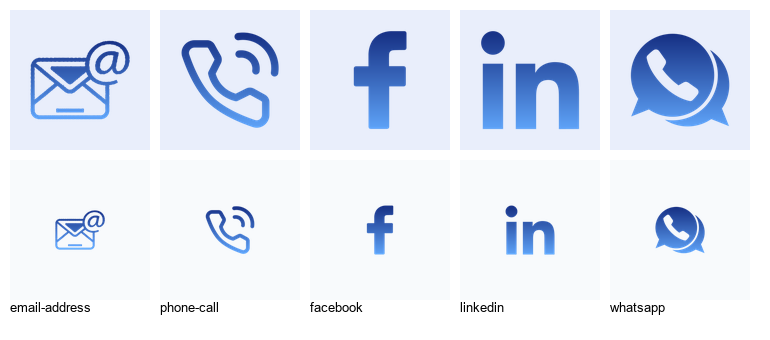 email-address
phone-call
facebook
linkedin
whatsapp